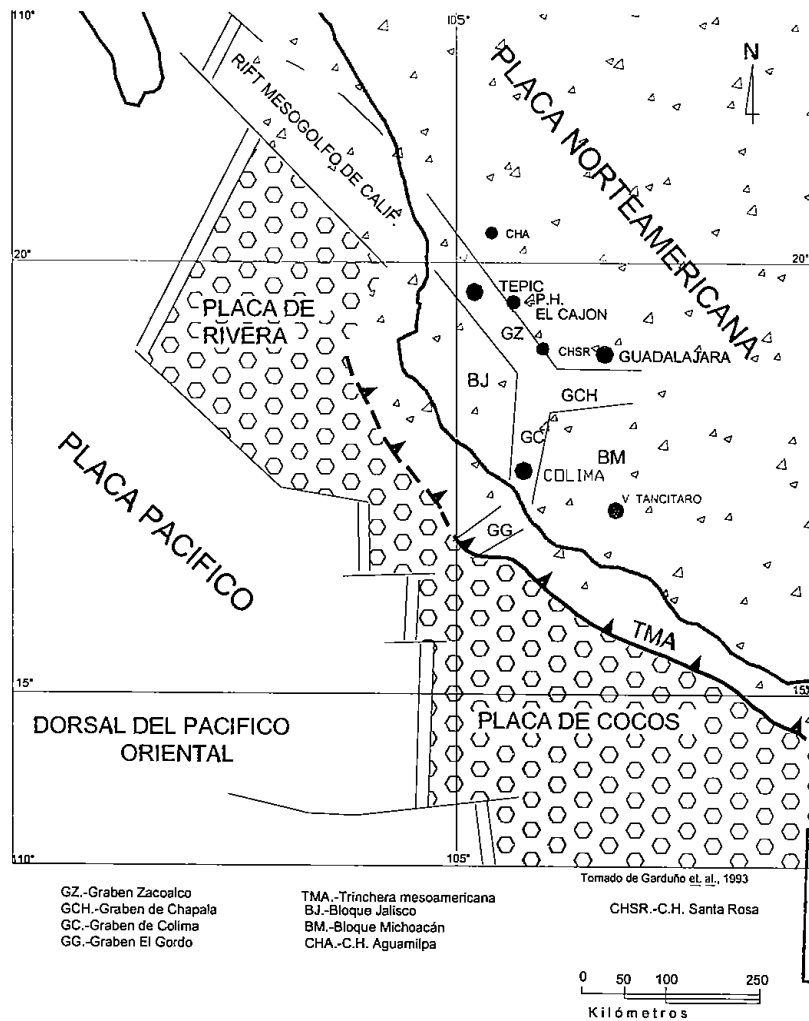 110°
105°
N
PLACA NORTEAMERICANA
RIFT MESOGOLFO DE CALIF.
CHA
20°
20°
TEPIC
P.H.
EL CAJON
PLACA DE
RIVERA
GZ
CHSR
GUADALAJARA
BJ
GCH
GC
BM
COLIMA
V TANCITARO
PLACA PACIFICO
GG
TMA
15°
15°
DORSAL DEL PACIFICO
ORIENTAL
PLACA DE COCOS
110°
105°
Tomado de Garduño et. al., 1993
GZ.-Graben Zacoalco
GCH.-Graben de Chapala
GC.-Graben de Colima
GG.-Graben El Gordo
TMA.-Trinchera mesoamericana
BJ.-Bloque Jalisco
BM.-Bloque Michoacán
CHA.-C.H. Aguamilpa
CHSR.-C.H. Santa Rosa
0 50 100 250
Kilómetros